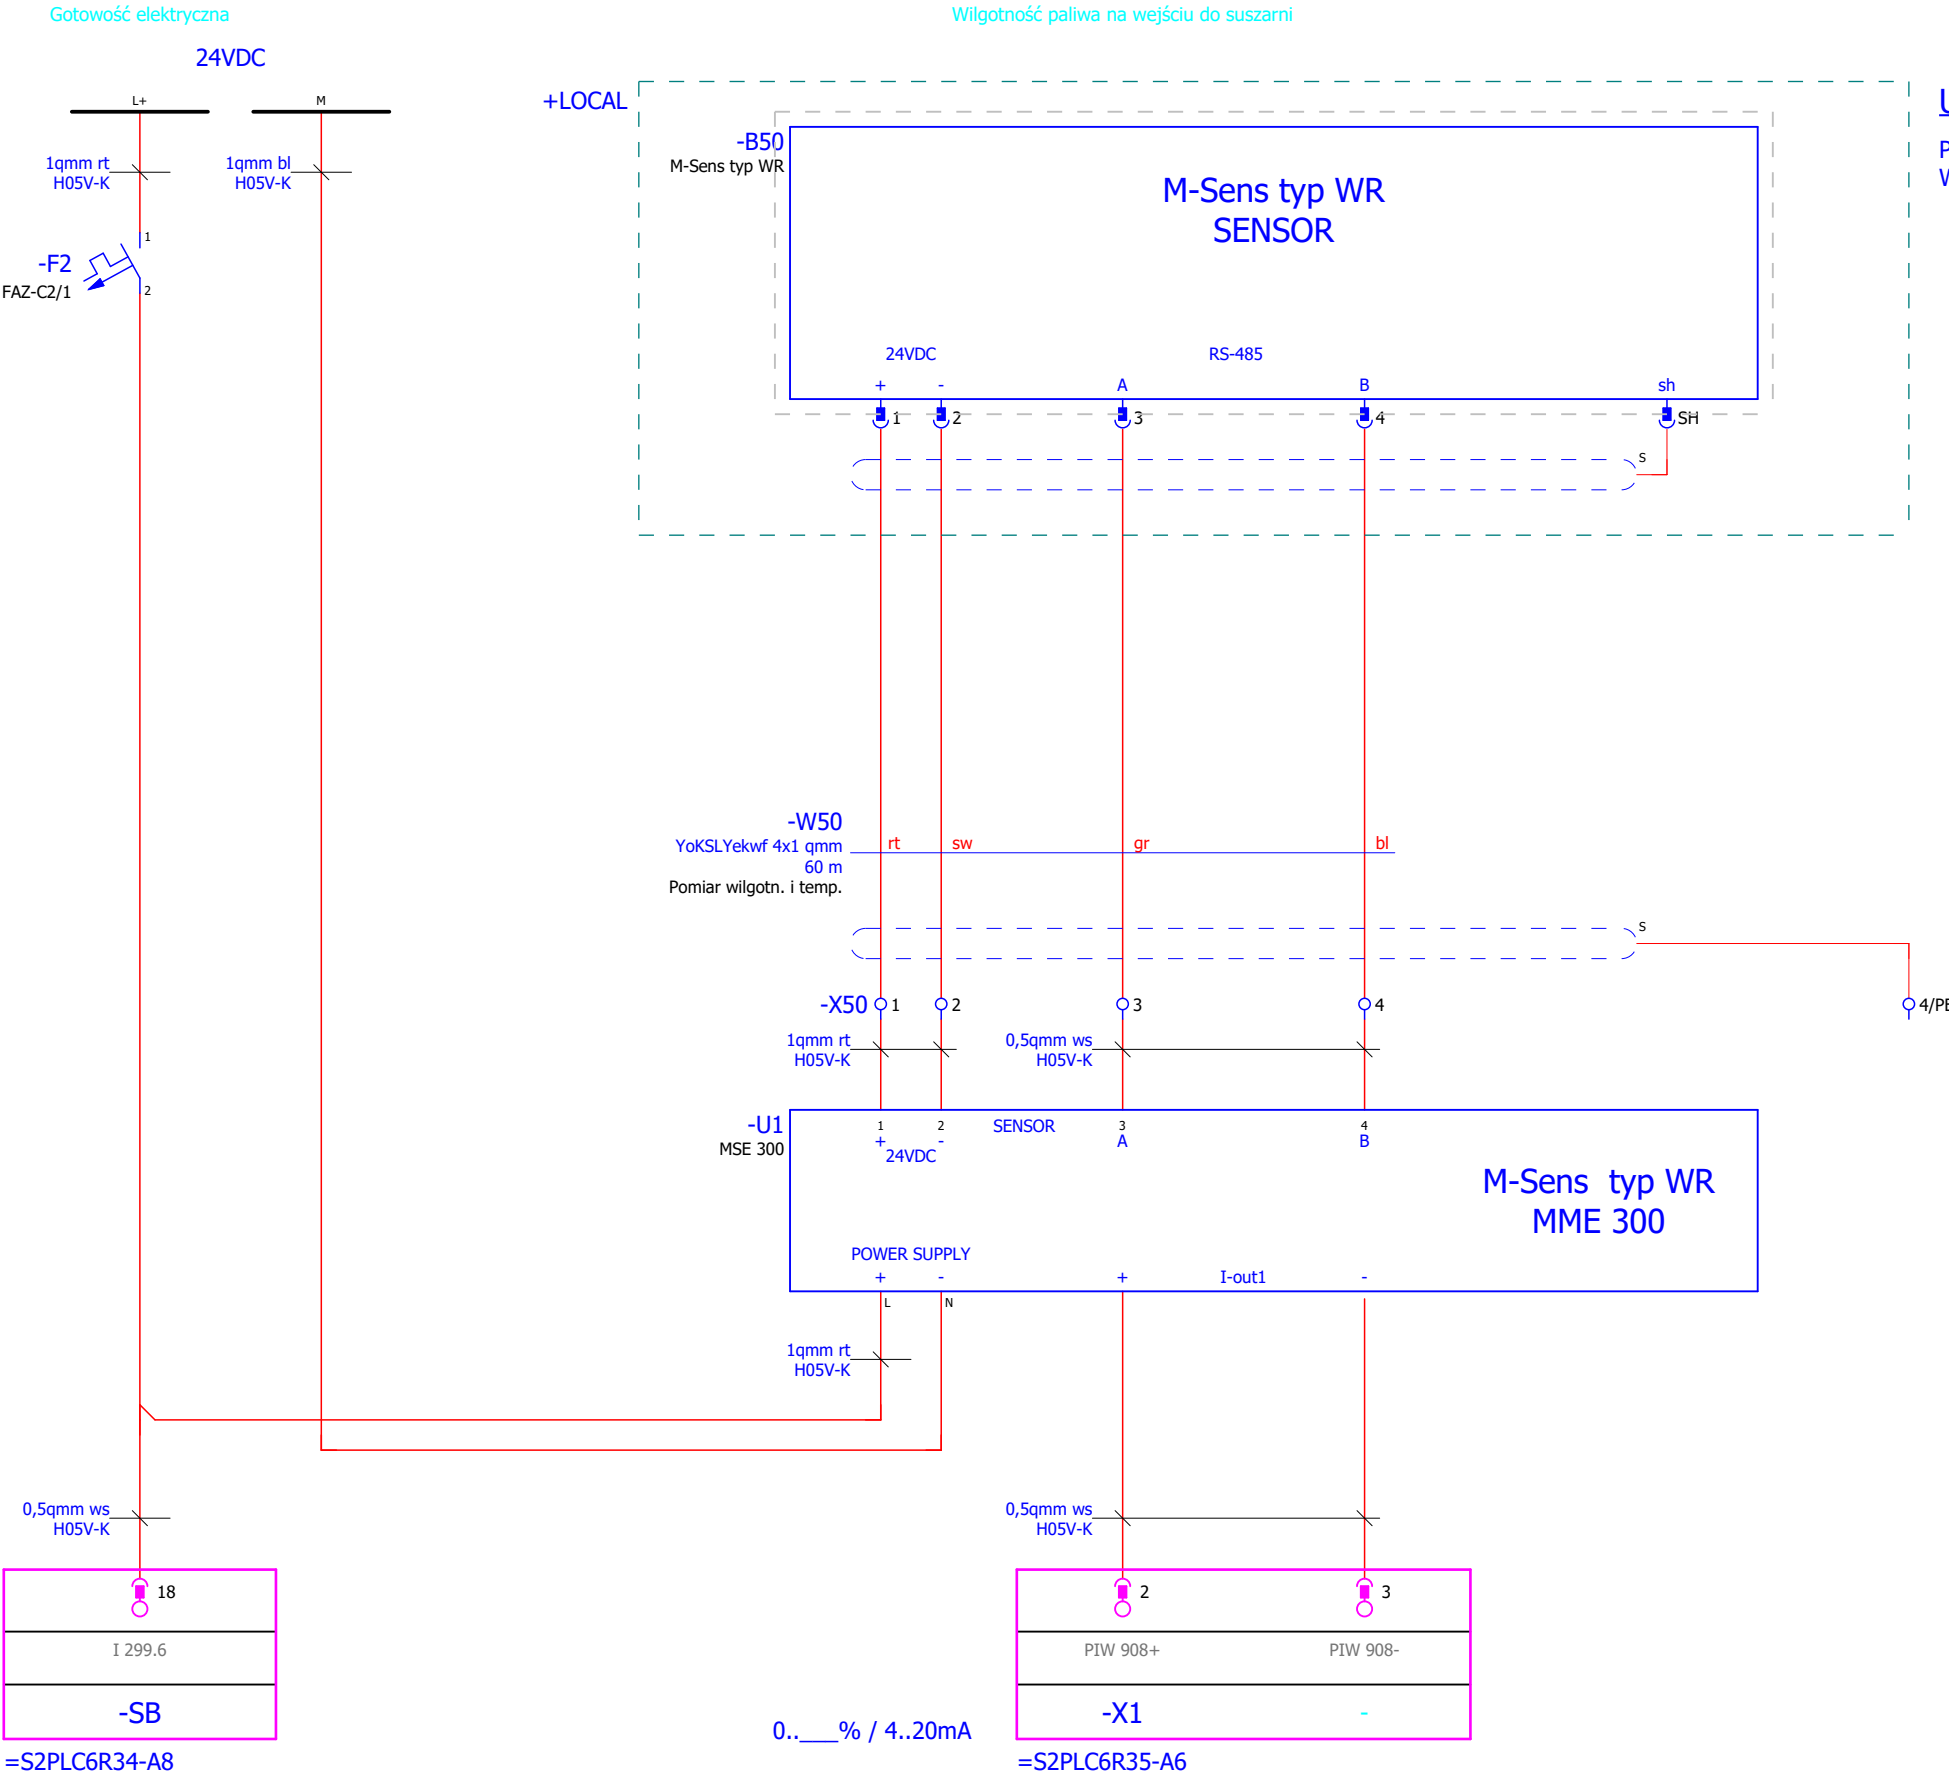 Gotowość elektryczna
Wilgotność paliwa na wejściu do suszarni
24VDC
L+
M
+LOCAL
1qmm rt
H05V-K
1qmm bl
H05V-K
-B50
M-Sens typ WR
M-Sens typ WR
SENSOR
1
-F2
FAZ-C2/1
2
24VDC
RS-485
+
-
A
B
sh
1
2
3
4
SH
S
-W50
YoKSLYekwf 4x1 qmm
60 m
Pomiar wilgotn. i temp.
rt
sw
gr
bl
S
-X50
1
2
3
4
4/PE
1qmm rt
H05V-K
0,5qmm ws
H05V-K
-U1
MSE 300
1
2
SENSOR
3
4
+
-
A
B
24VDC
M-Sens  typ WR
MME 300
POWER SUPPLY
+
-
+
I-out1
-
L
N
1qmm rt
H05V-K
0,5qmm ws
H05V-K
0,5qmm ws
H05V-K
18
2
3
I 299.6
PIW 908+
PIW 908-
-SB
-X1
-
0..___% / 4..20mA
=S2PLC6R34-A8
=S2PLC6R35-A6